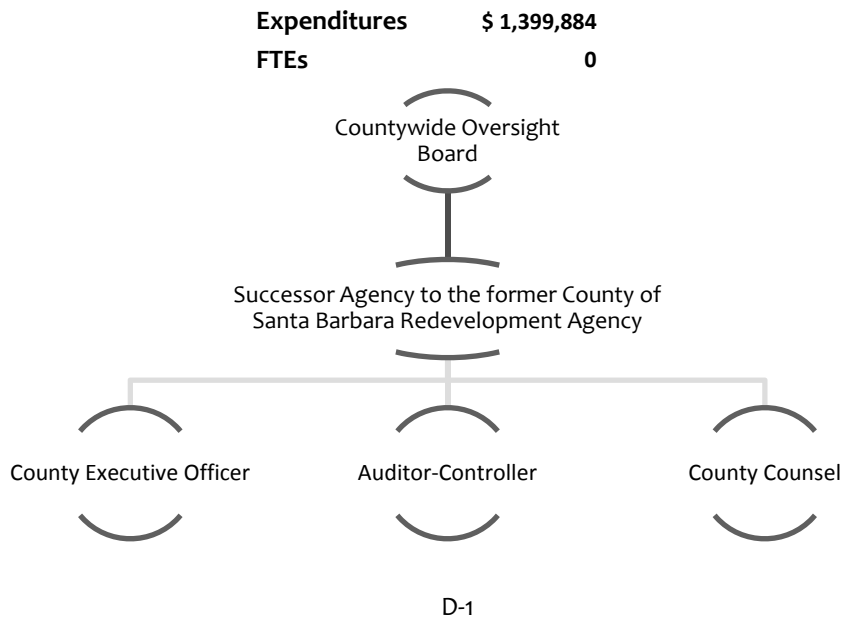 Expenditures $ 1,399,884
FTEs 0
Countywide Oversight
Board
Successor Agency to the former County of
Santa Barbara Redevelopment Agency
County Executive Officer
Auditor-Controller
County Counsel
D-1